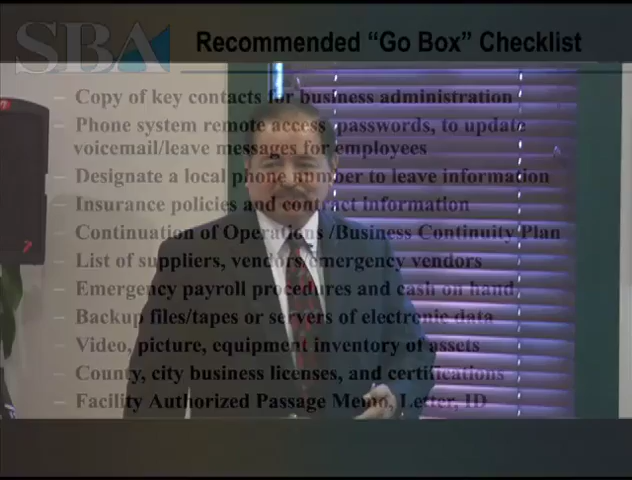 SBA
Recommended “Go Box” Checklist
– Copy of key contacts for business administration
– Phone system remote access passwords, to update
voicemail/leave messages for employees
– Designate a local phone number to leave information
– Insurance policies and contract information
– Continuation of Operations /Business Continuity Plan
– List of suppliers, vendors/emergency vendors
– Emergency payroll procedures and cash on hand
– Backup files/tapes or servers of electronic data
– Video, picture, equipment inventory of assets
– County, city business licenses, and certifications
– Facility Authorized Passage Memo, Letter, ID